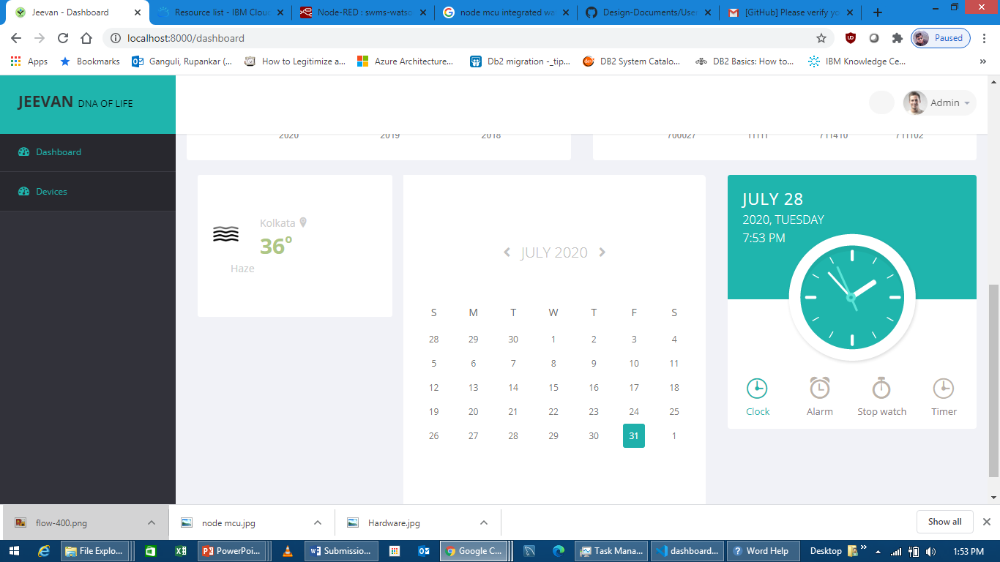 Jeevan - Dashboard
Resource list - IBM Clou
Node-RED : swms-watso
node mcu integrated wa
Design-Documents/User
[GitHub] Please verify yo
localhost:8000/dashboard
Paused
Apps
Bookmarks
Ganguli, Rupankar (...
How to Legitimize a...
Azure Architecture...
Db2 migration -_tip...
DB2 System Catalo...
DB2 Basics: How to...
IBM Knowledge Ce...
»
JEEVAN DNA OF LIFE
Admin
Dashboard
Devices
2020 2019 2018
700027 11111 711410 711102
Kolkata
36°
Haze
JULY 2020
S M T W T F S
28 29 30 1 2 3 4
5 6 7 8 9 10 11
12 13 14 15 16 17 18
19 20 21 22 23 24 25
26 27 28 29 30 31 1
JULY 28
2020, TUESDAY
7:53 PM
Clock
Alarm
Stop watch
Timer
flow-400.png
node mcu.jpg
Hardware.jpg
Show all
File Explo...
PowerPoi...
Submissio...
Google C...
Task Mana...
dashboard...
Word Help
Desktop
»
1:53 PM